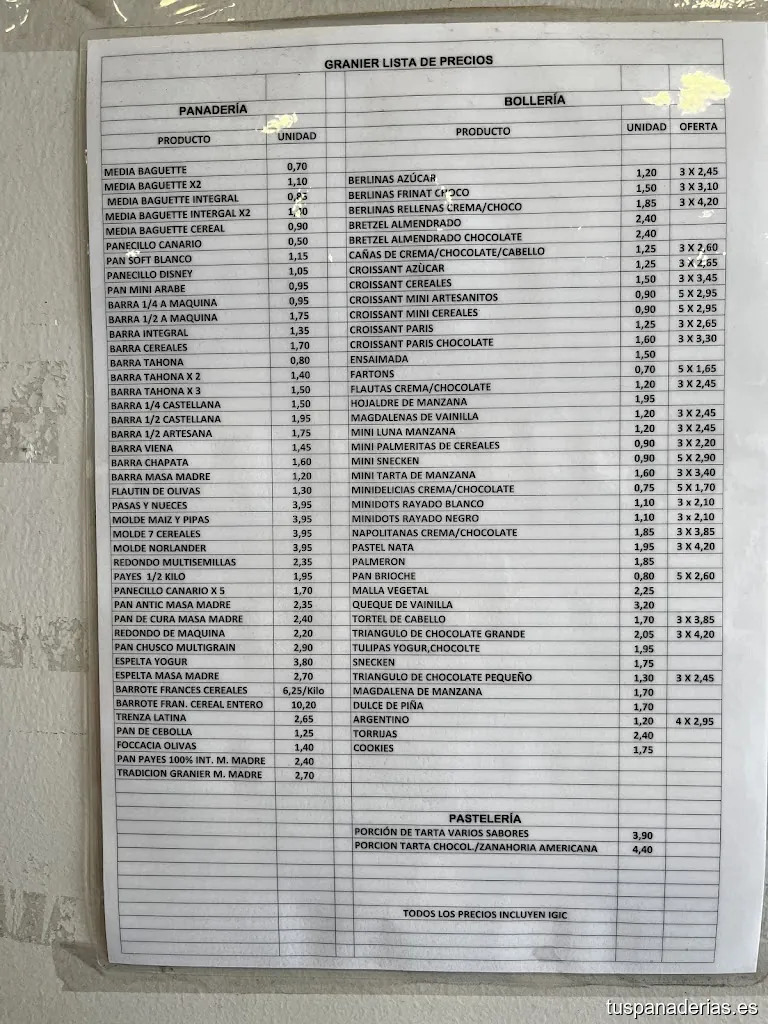 GRANIER LISTA DE PRECIOS
PANADERÍA
PRODUCTO UNIDAD
MEDIA BAGUETTE 0,70
MEDIA BAGUETTE X2 1,10
MEDIA BAGUETTE INTEGRAL
MEDIA BAGUETTE INTERGAL X2
MEDIA BAGUETTE CEREAL 0,90
PANECILLO CANARIO 0,50
PAN SOFT BLANCO 1,15
PANECILLO DISNEY 1,05
PAN MINI ARABE 0,95
BARRA 1/4 A MAQUINA 0,95
BARRA 1/2 A MAQUINA 1,75
BARRA INTEGRAL 1,35
BARRA CEREALES 1,70
BARRA TAHONA 0,80
BARRA TAHONA X 2 1,40
BARRA TAHONA X 3 1,50
BARRA 1/4 CASTELLANA 1,50
BARRA 1/2 CASTELLANA 1,95
BARRA 1/2 ARTESANA 1,75
BARRA VIENA 1,45
BARRA CHAPATA 1,60
BARRA MASA MADRE 1,20
FLAUTIN DE OLIVAS 1,30
PASAS Y NUECES 3,95
MOLDE MAIZ Y PIPAS 3,95
MOLDE 7 CEREALES 3,95
MOLDE NORLANDER 3,95
REDONDO MULTISEMILLAS 2,35
PAYES 1/2 KILO 1,95
PANECILLO CANARIO X 5 1,70
PAN ANTIC MASA MADRE 2,35
PAN DE CURA MASA MADRE 2,40
REDONDO DE MAQUINA 2,20
PAN CHUSCO MULTIGRAIN 2,90
ESPELTA YOGUR 3,80
ESPELTA MASA MADRE 2,70
BARROTE FRANCES CEREALES 6,25/Kilo
BARROTE FRAN. CEREAL ENTERO 10,20
TRENZA LATINA 2,65
PAN DE CEBOLLA 1,25
FOCCACIA OLIVAS 1,40
PAN PAYES 100% INT. M. MADRE 2,40
TRADICION GRANIER M. MADRE 2,70
BOLLERÍA
PRODUCTO UNIDAD OFERTA
BERLINAS AZÚCAR 1,20 3 X 2,45
BERLINAS FRINAT CHOCO 1,50 3 X 3,10
BERLINAS RELLENAS CREMA/CHOCO 1,85 3 X 4,20
BRETZEL ALMENDRADO 2,40
BRETZEL ALMENDRADO CHOCOLATE 2,40
CAÑAS DE CREMA/CHOCOLATE/CABELLO 1,25 3 X 2,60
CROISSANT AZÙCAR 1,25 3 X 2,65
CROISSANT CEREALES 1,50 3 X 3,45
CROISSANT MINI ARTESANITOS 0,90 5 X 2,95
CROISSANT MINI CEREALES 0,90 5 X 2,95
CROISSANT PARIS 1,25 3 X 2,65
CROISSANT PARIS CHOCOLATE 1,60 3 X 3,30
ENSAIMADA 1,50
FARTONS 0,70 5 X 1,65
FLAUTAS CREMA/CHOCOLATE 1,20 3 X 2,45
HOJALDRE DE MANZANA 1,95
MAGDALENAS DE VAINILLA 1,20 3 X 2,45
MINI LUNA MANZANA 1,20 3 X 2,45
MINI PALMERITAS DE CEREALES 0,90 3 X 2,20
MINI SNECKEN 0,90 5 X 2,90
MINI TARTA DE MANZANA 1,60 3 X 3,40
MINIDELICIAS CREMA/CHOCOLATE 0,75 5 X 1,70
MINIDOTS RAYADO BLANCO 1,10 3 x 2,10
MINIDOTS RAYADO NEGRO 1,10 3 x 2,10
NAPOLITANAS CREMA/CHOCOLATE 1,85 3 X 3,85
PASTEL NATA 1,95 3 X 4,20
PALMERON 1,85
PAN BRIOCHE 0,80 5 X 2,60
MALLA VEGETAL 2,25
QUEQUE DE VAINILLA 3,20
TORTEL DE CABELLO 1,70 3 X 3,85
TRIANGULO DE CHOCOLATE GRANDE 2,05 3 X 4,20
TULIPAS YOGUR,CHOCOLTE 1,95
SNECKEN 1,75
TRIANGULO DE CHOCOLATE PEQUEÑO 1,30 3 X 2,45
MAGDALENA DE MANZANA 1,70
DULCE DE PIÑA 1,70
ARGENTINO 1,20 4 X 2,95
TORRIJAS 2,40
COOKIES 1,75
PASTELERÍA
PORCIÓN DE TARTA VARIOS SABORES 3,90
PORCION TARTA CHOCOL./ZANAHORIA AMERICANA 4,40
TODOS LOS PRECIOS INCLUYEN IGIC
tuspanaderias.es